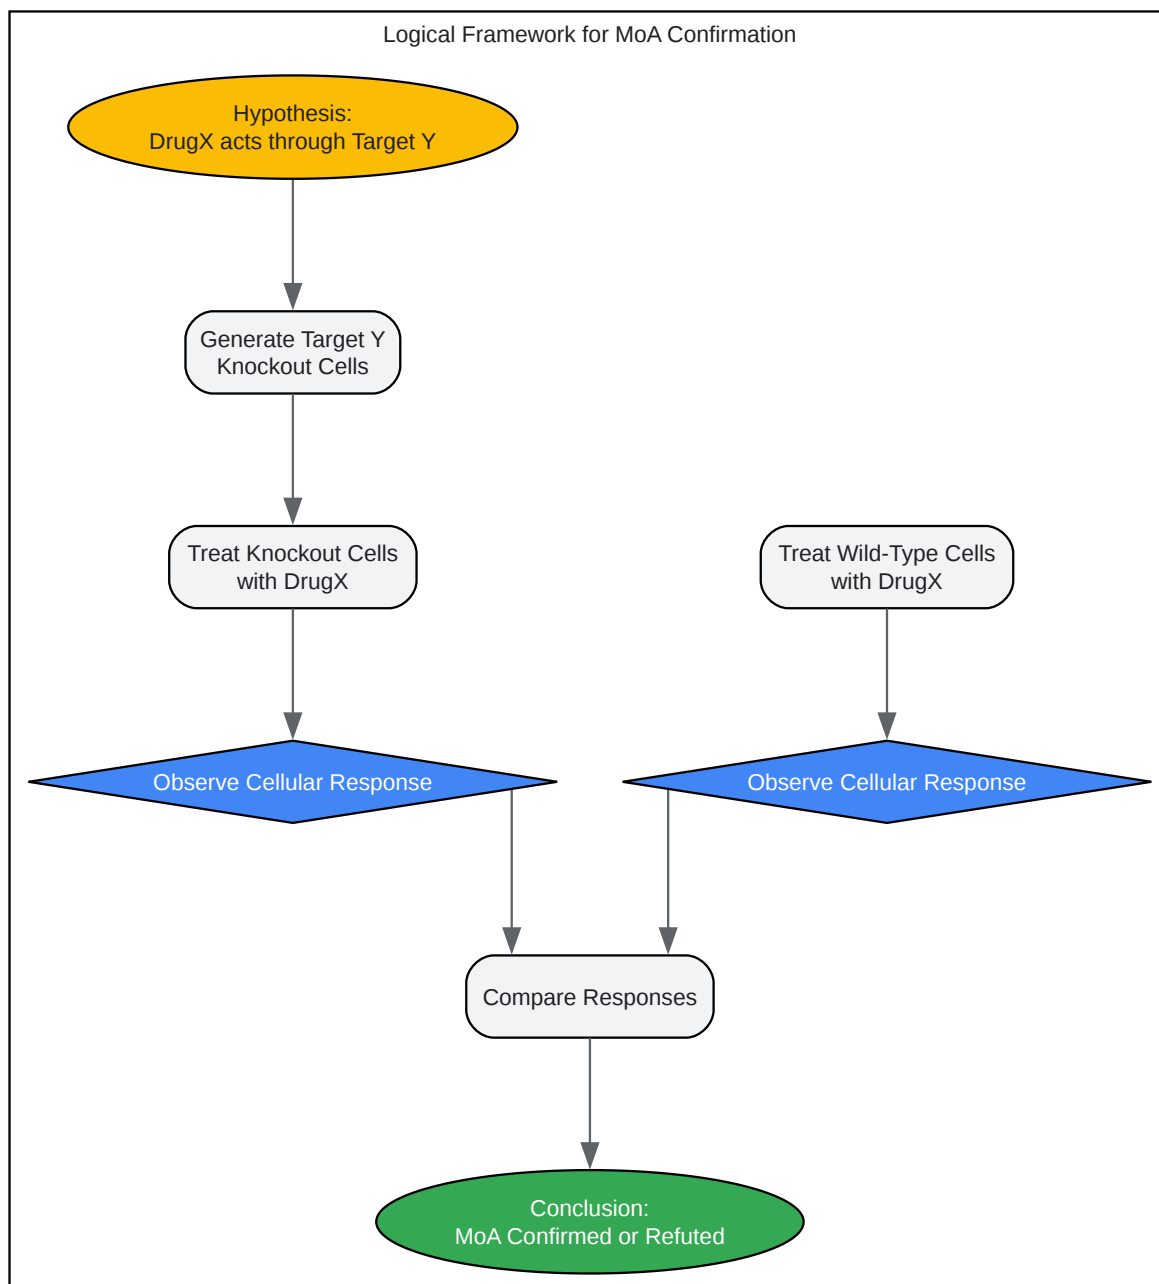 Logical Framework for MoA Confirmation
Hypothesis:
DrugX acts through Target Y
Generate Target Y
Knockout Cells
Treat Knockout Cells
with DrugX
Treat Wild-Type Cells
with DrugX
Observe Cellular Response
Observe Cellular Response
Compare Responses
Conclusion:
MoA Confirmed or Refuted